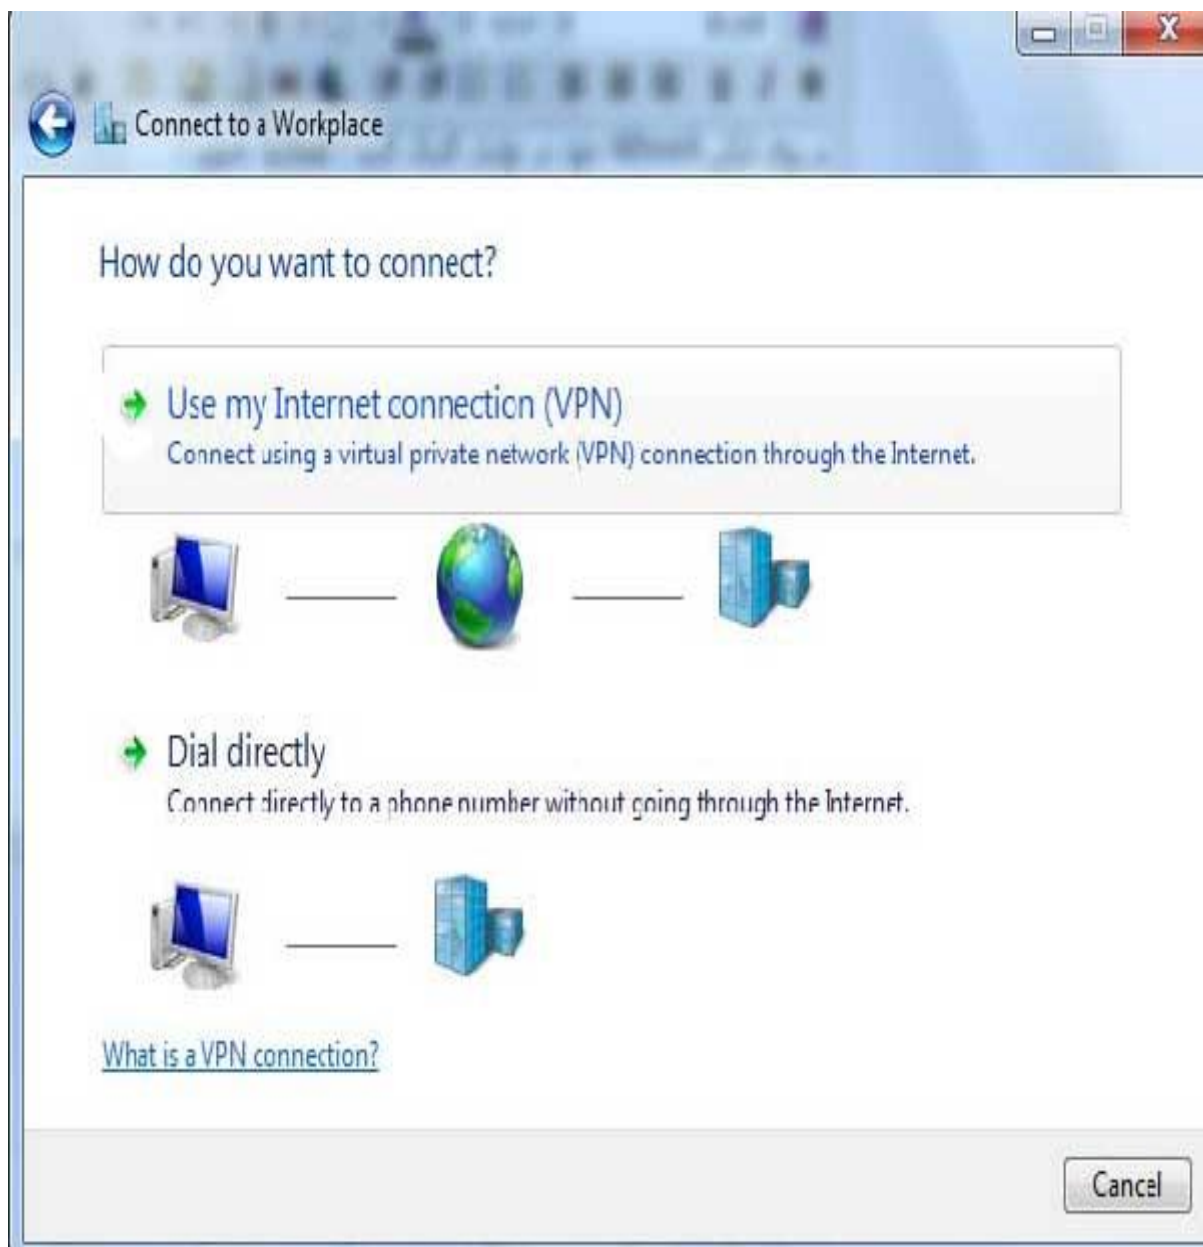 Connect to a Workplace
How do you want to connect?
Use my Internet connection (VPN)
Connect using a virtual private network (VPN) connection through the Internet.
Dial directly
Connect directly to a phone number without going through the Internet.
What is a VPN connection?
Cancel